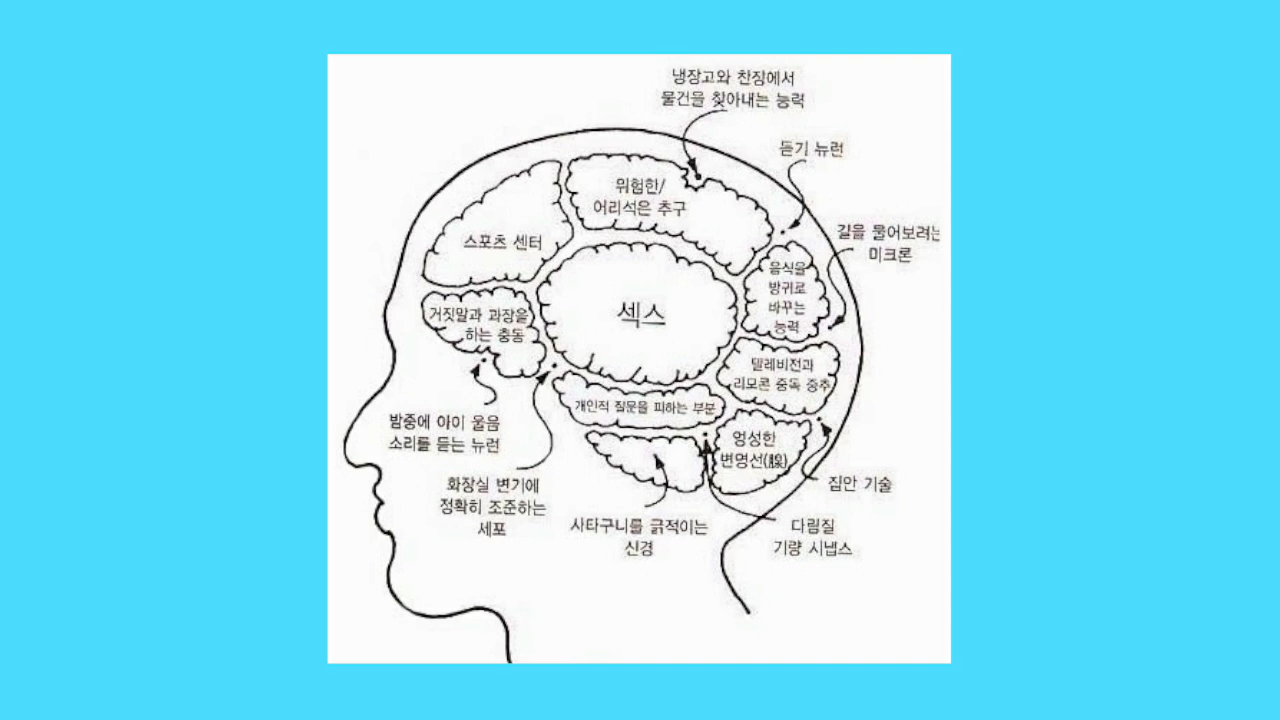 냉장고와 찬장에서
물건을 찾아내는 능력
듣기 뉴런
위험한/
어리석은 추구
길을 물어보려는
미크론
스포츠 센터
음식을
방귀로
바꾸는
능력
거짓말과 과장을
하는 충동
섹스
텔레비전과
리모콘 중독 중추
개인적 질문을 피하는 부분
밤중에 아이 울음
소리를 듣는 뉴런
엉성한
변명선(腺)
화장실 변기에
정확히 조준하는
세포
집안 기술
사타구니를 긁적이는
신경
다림질
기량 시냅스